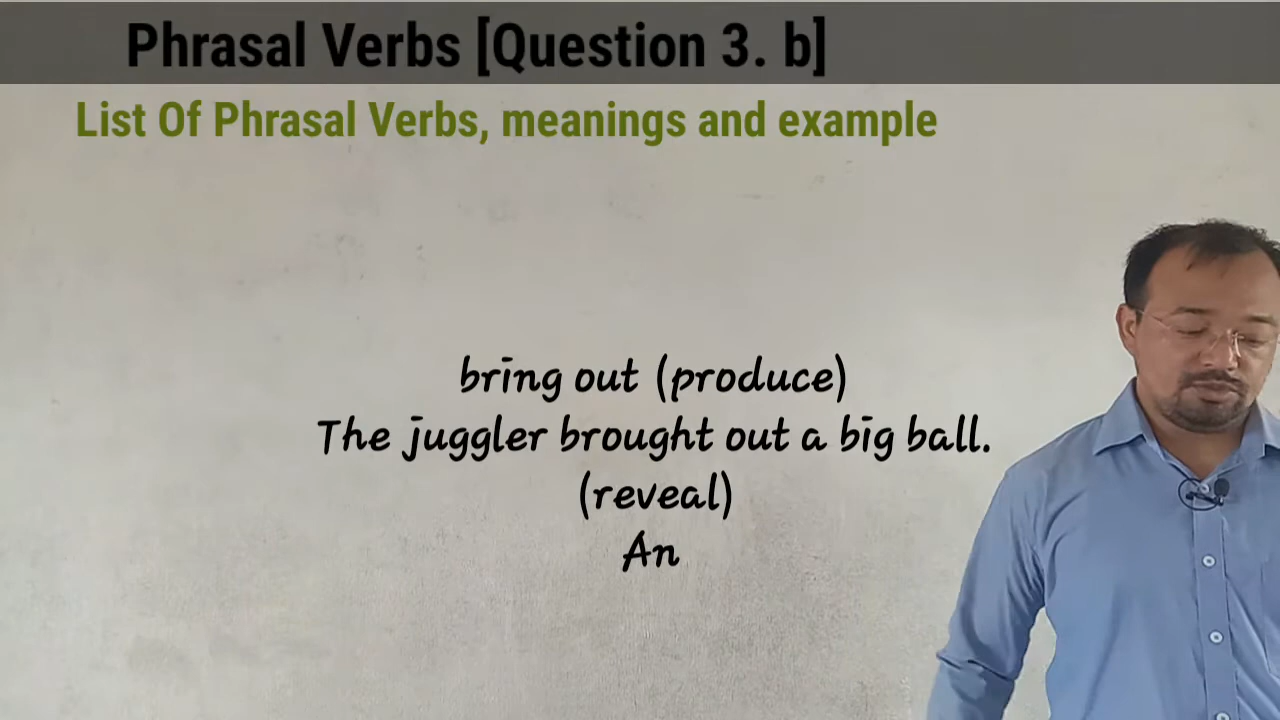 Phrasal Verbs [Question 3. b]
List Of Phrasal Verbs, meanings and example
bring out (produce)
The juggler brought out a big ball.
(reveal)
An